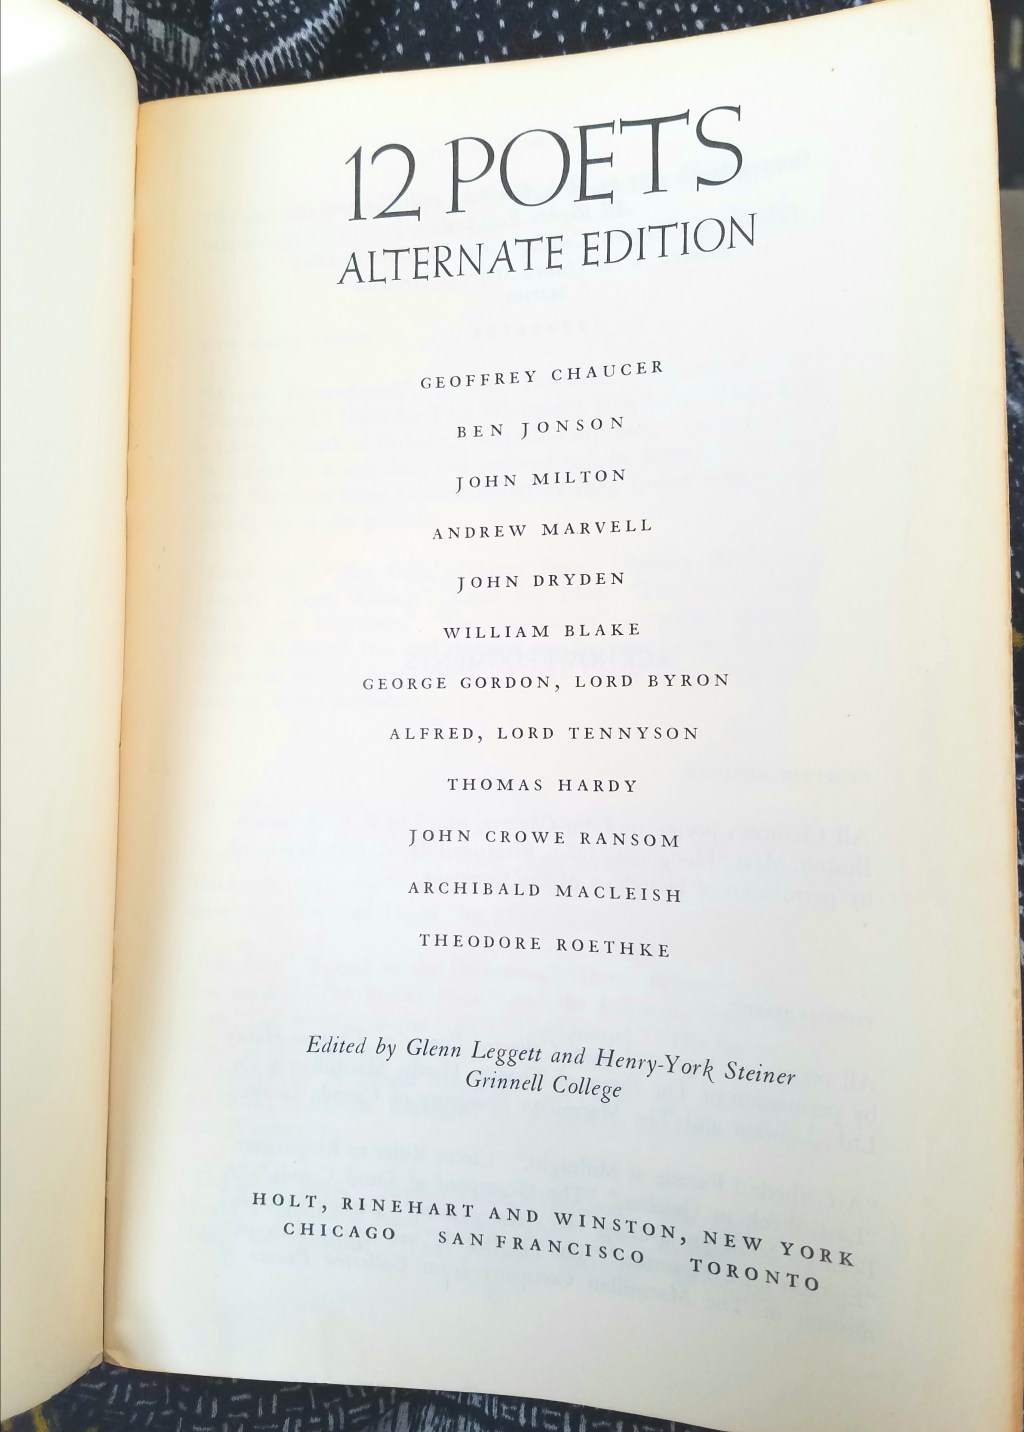 12 POETS
ALTERNATE EDITION
GEOFFREY CHAUCER
BEN JONSON
JOHN MILTON
ANDREW MARVELL
JOHN DRYDEN
WILLIAM BLAKE
GEORGE GORDON, LORD BYRON
ALFRED, LORD TENNYSON
THOMAS HARDY
JOHN CROWE RANSOM
ARCHIBALD MACLEISH
THEODORE ROETHKE
Edited by Glenn Leggett and Henry-York Steiner
Grinnell College
HOLT, RINEHART AND WINSTON, NEW YORK
CHICAGO SAN FRANCISCO TORONTO